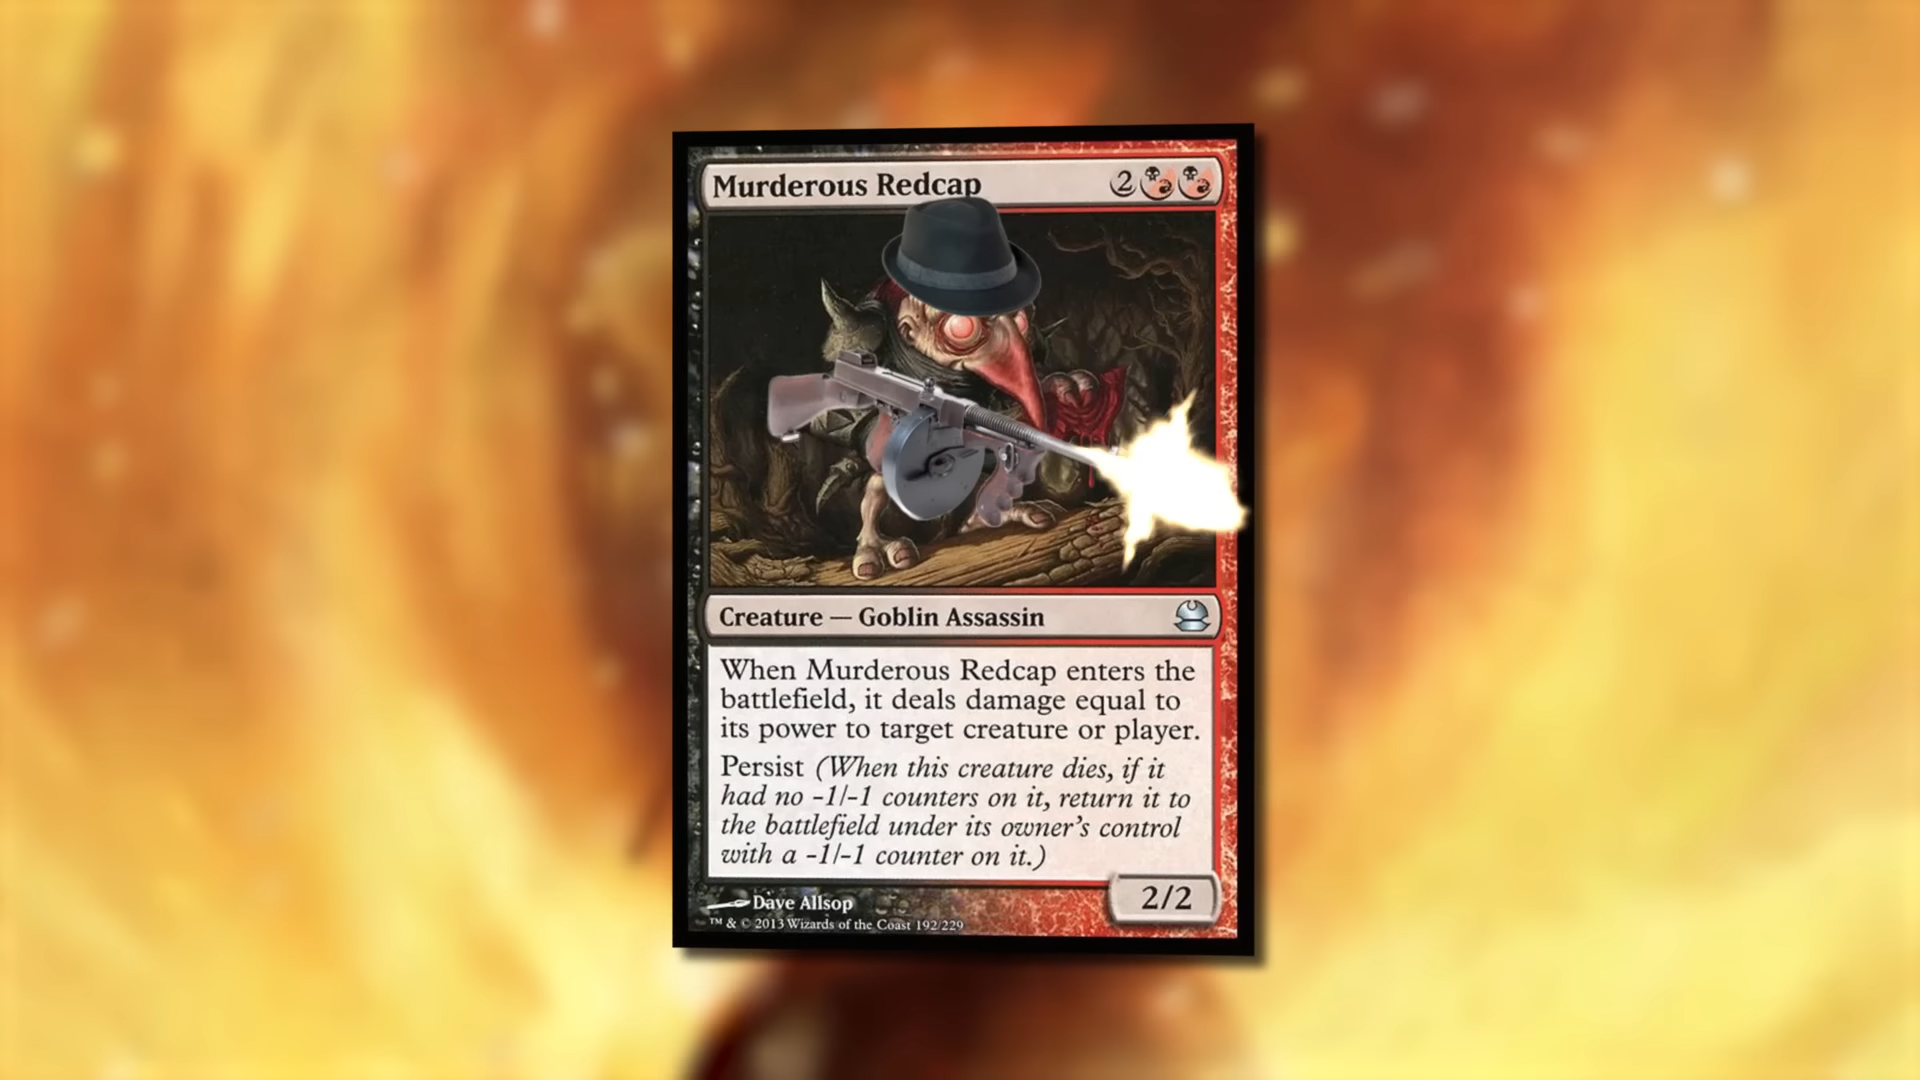 Murderous Redcap
2
Creature — Goblin Assassin
When Murderous Redcap enters the
battlefield, it deals damage equal to
its power to target creature or player.
Persist (When this creature dies, if it
had no -1/-1 counters on it, return it to
the battlefield under its owner's control
with a -1/-1 counter on it.)
2/2
Dave Allsop
™ & © 2013 Wizards of the Coast 192/229